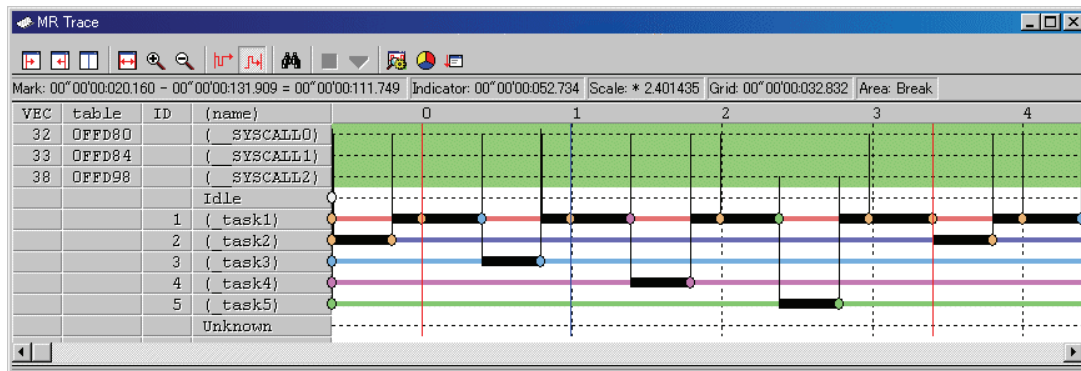 MR Trace
Mark: 00"00'00:020.160 - 00"00'00:131.909 = 00"00'00:111.749 Indicator: 00"00'00:052.734 Scale: * 2.401435 Grid: 00"00'00:032.832 Area: Break
VEC table ID (name) 0 1 2 3 4
32 0FFD80 (__SYSCALL0)
33 0FFD84 (__SYSCALL1)
38 0FFD98 (__SYSCALL2)
Idle
1 (_task1)
2 (_task2)
3 (_task3)
4 (_task4)
5 (_task5)
Unknown